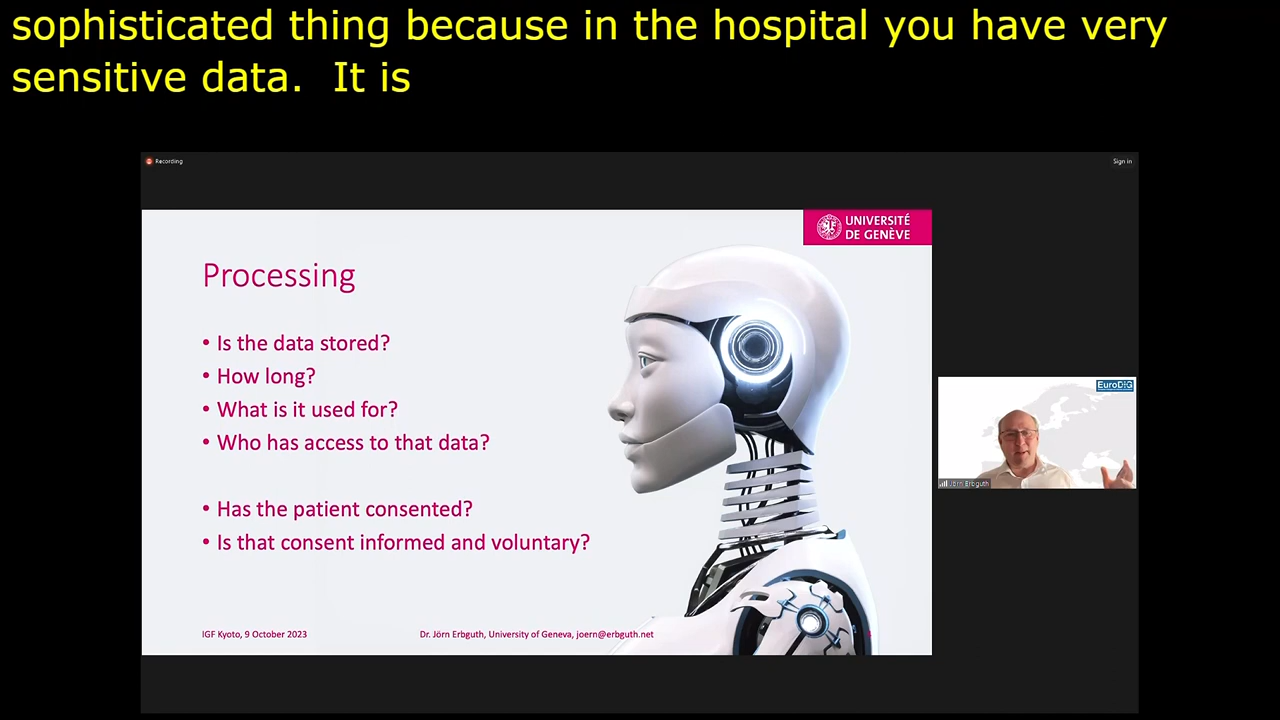 sophisticated thing because in the hospital you have very
sensitive data.  It is
Recording
Sign in
UNIVERSITÉ
DE GENÈVE
Processing
• Is the data stored?
• How long?
• What is it used for?
• Who has access to that data?
• Has the patient consented?
• Is that consent informed and voluntary?
EuroDIG
Jörn Erbguth
IGF Kyoto, 9 October 2023
Dr. Jörn Erbguth, University of Geneva, joern@erbguth.net